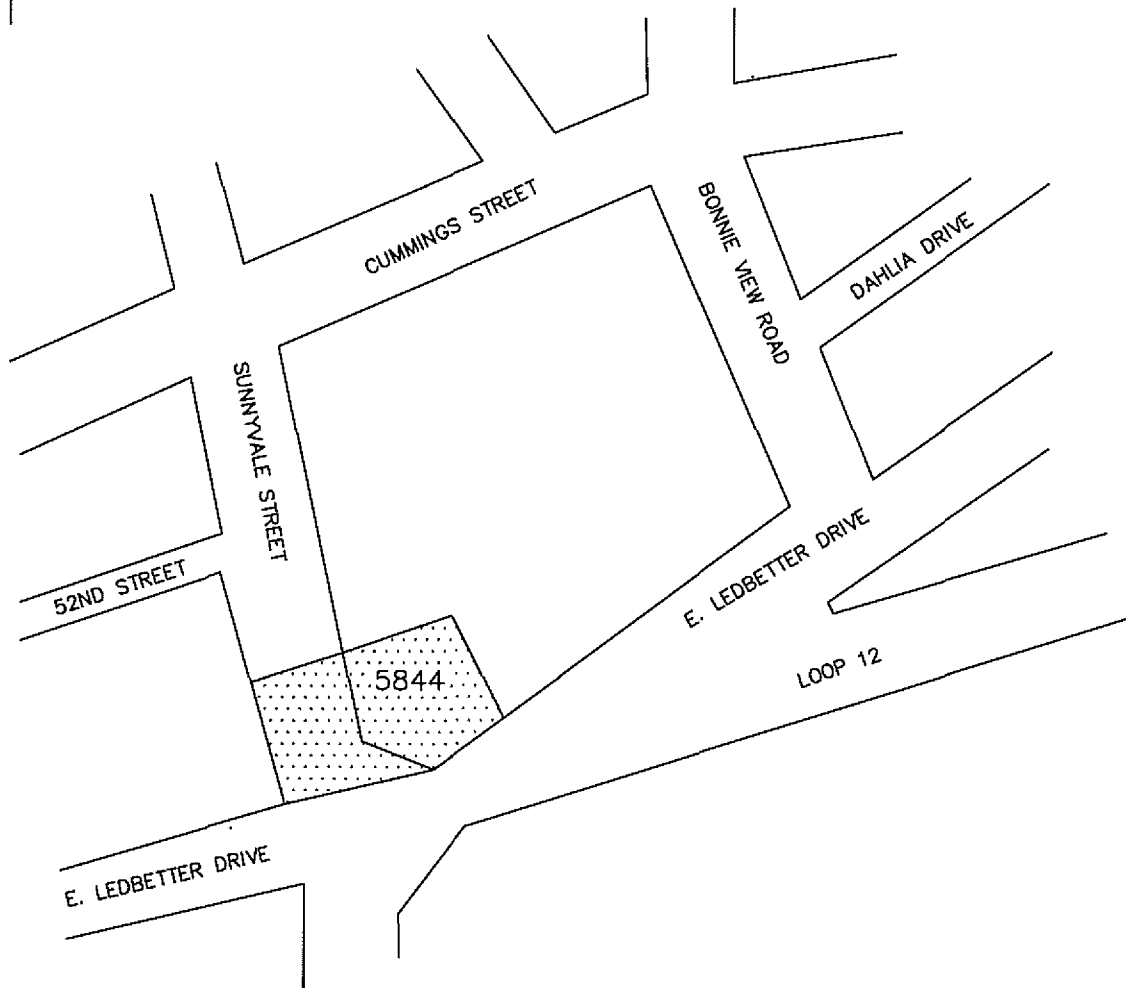 CUMMINGS STREET
BONNIE VIEW ROAD
DAHLIA DRIVE
SUNNYVALE STREET
52ND STREET
E. LEDBETTER DRIVE
5844
LOOP 12
E. LEDBETTER DRIVE